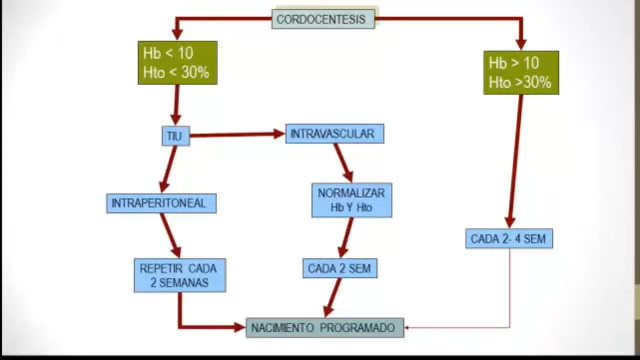 CORDOCENTESIS
Hb < 10
Hto < 30%
Hb > 10
Hto >30%
TIU
INTRAVASCULAR
INTRAPERITONEAL
NORMALIZAR
Hb Y Hto
CADA 2- 4 SEM
REPETIR CADA
2 SEMANAS
CADA 2 SEM
NACIMIENTO PROGRAMADO